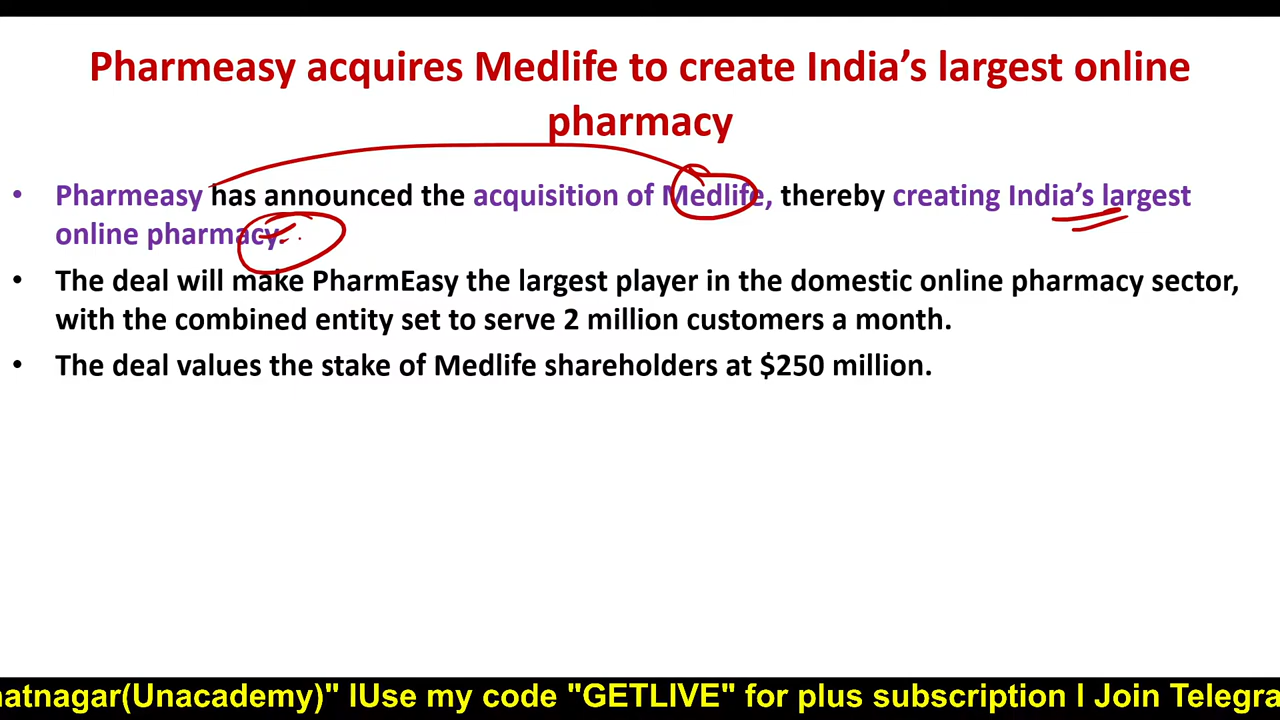 Pharmeasy acquires Medlife to create India’s largest online
pharmacy
• Pharmeasy has announced the acquisition of Medlife, thereby creating India’s largest
online pharmacy.
• The deal will make PharmEasy the largest player in the domestic online pharmacy sector,
with the combined entity set to serve 2 million customers a month.
• The deal values the stake of Medlife shareholders at $250 million.
hatnagar(Unacademy)" IUse my code "GETLIVE" for plus subscription I Join Telegra